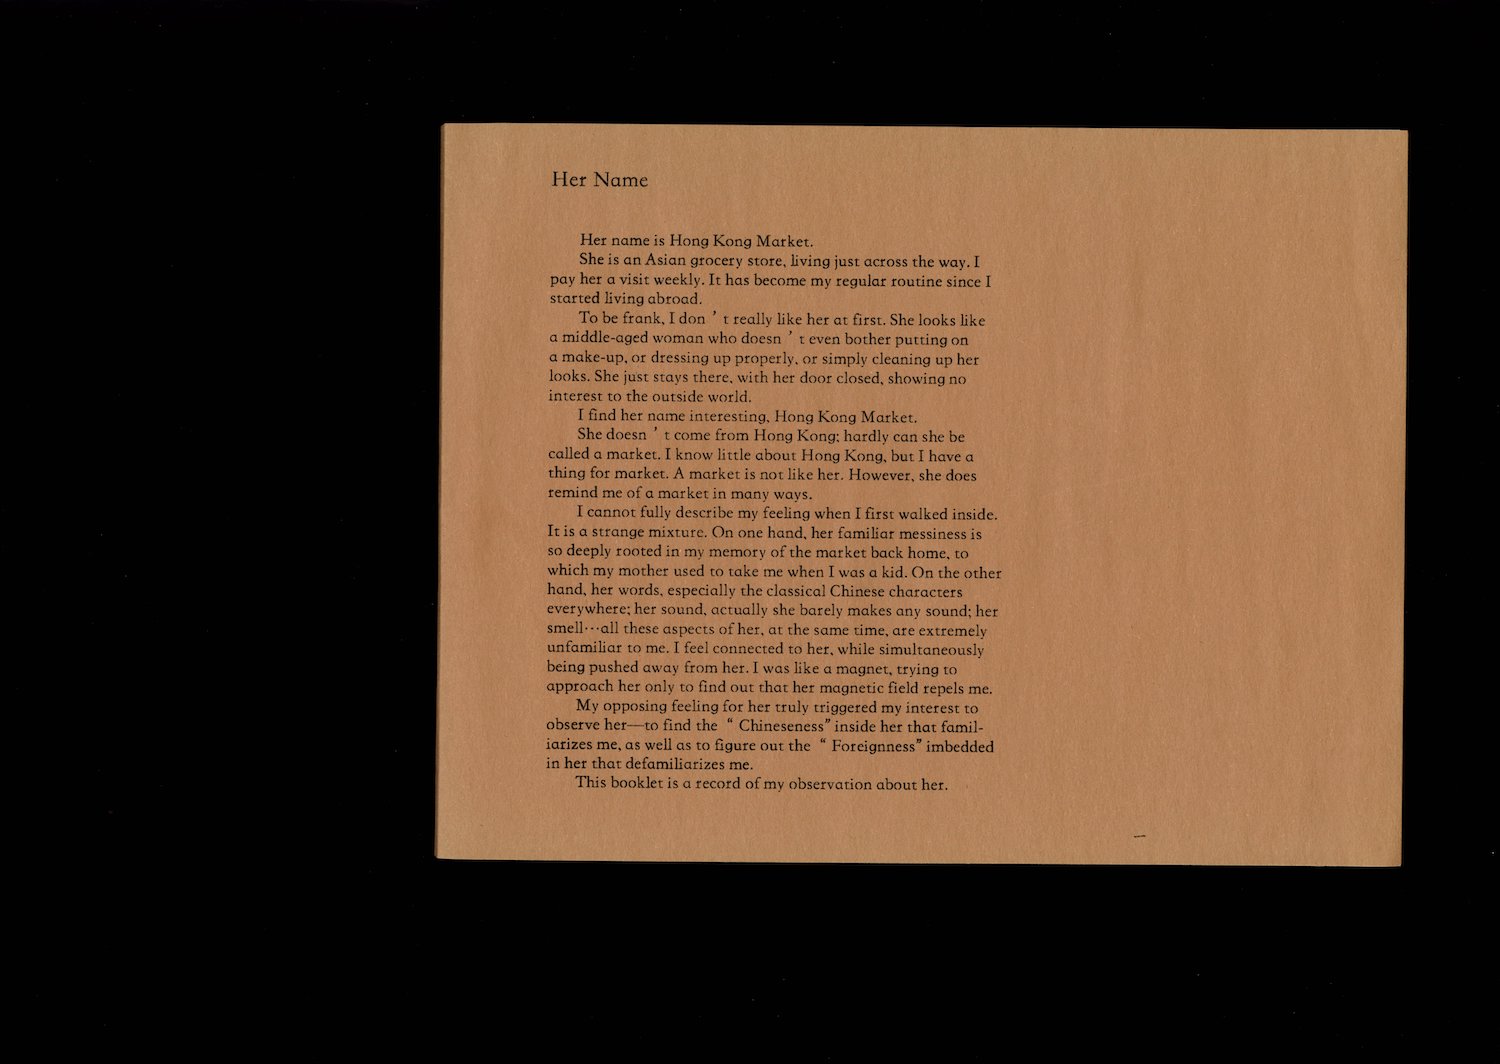 Her Name
Her name is Hong Kong Market.
She is an Asian grocery store, living just across the way. I
pay her a visit weekly. It has become my regular routine since I
started living abroad.
To be frank, I don ’ t really like her at first. She looks like
a middle-aged woman who doesn ’ t even bother putting on
a make-up, or dressing up properly, or simply cleaning up her
looks. She just stays there, with her door closed, showing no
interest to the outside world.
I find her name interesting, Hong Kong Market.
She doesn ’ t come from Hong Kong; hardly can she be
called a market. I know little about Hong Kong, but I have a
thing for market. A market is not like her. However, she does
remind me of a market in many ways.
I cannot fully describe my feeling when I first walked inside.
It is a strange mixture. On one hand, her familiar messiness is
so deeply rooted in my memory of the market back home, to
which my mother used to take me when I was a kid. On the other
hand, her words, especially the classical Chinese characters
everywhere; her sound, actually she barely makes any sound; her
smell···all these aspects of her, at the same time, are extremely
unfamiliar to me. I feel connected to her, while simultaneously
being pushed away from her. I was like a magnet, trying to
approach her only to find out that her magnetic field repels me.
My opposing feeling for her truly triggered my interest to
observe her—to find the “ Chineseness” inside her that famil-
iarizes me, as well as to figure out the “ Foreignness” imbedded
in her that defamiliarizes me.
This booklet is a record of my observation about her.